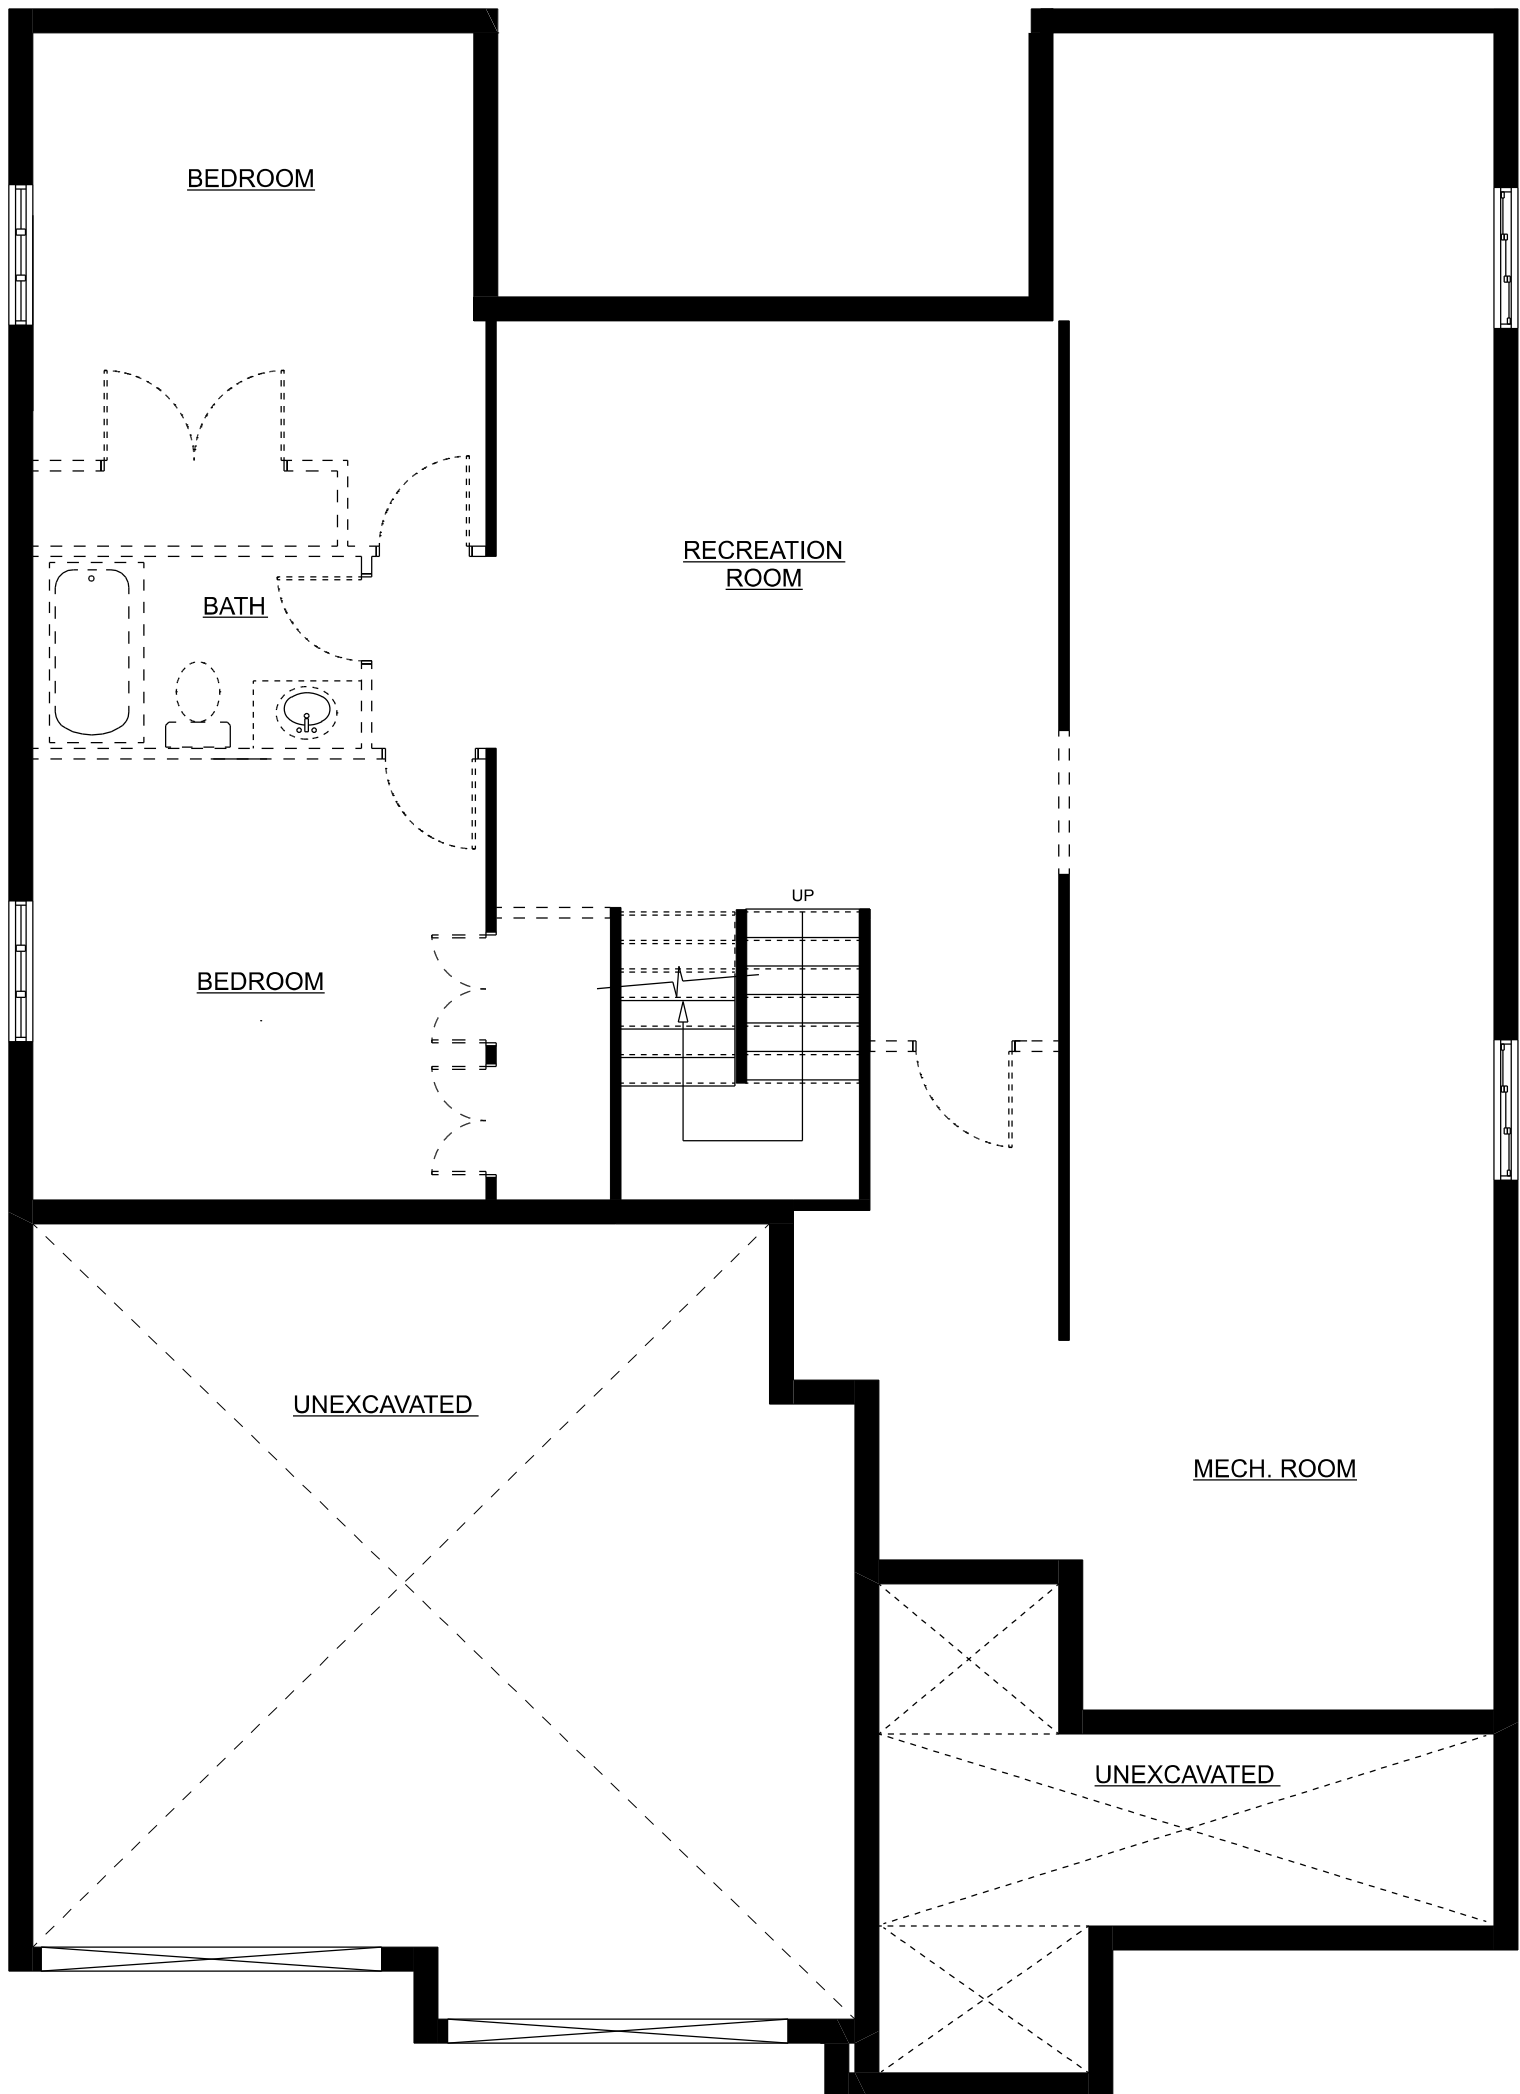 BEDROOM
RECREATION
ROOM
BATH
UP
BEDROOM
UNEXCAVATED
MECH. ROOM
UNEXCAVATED